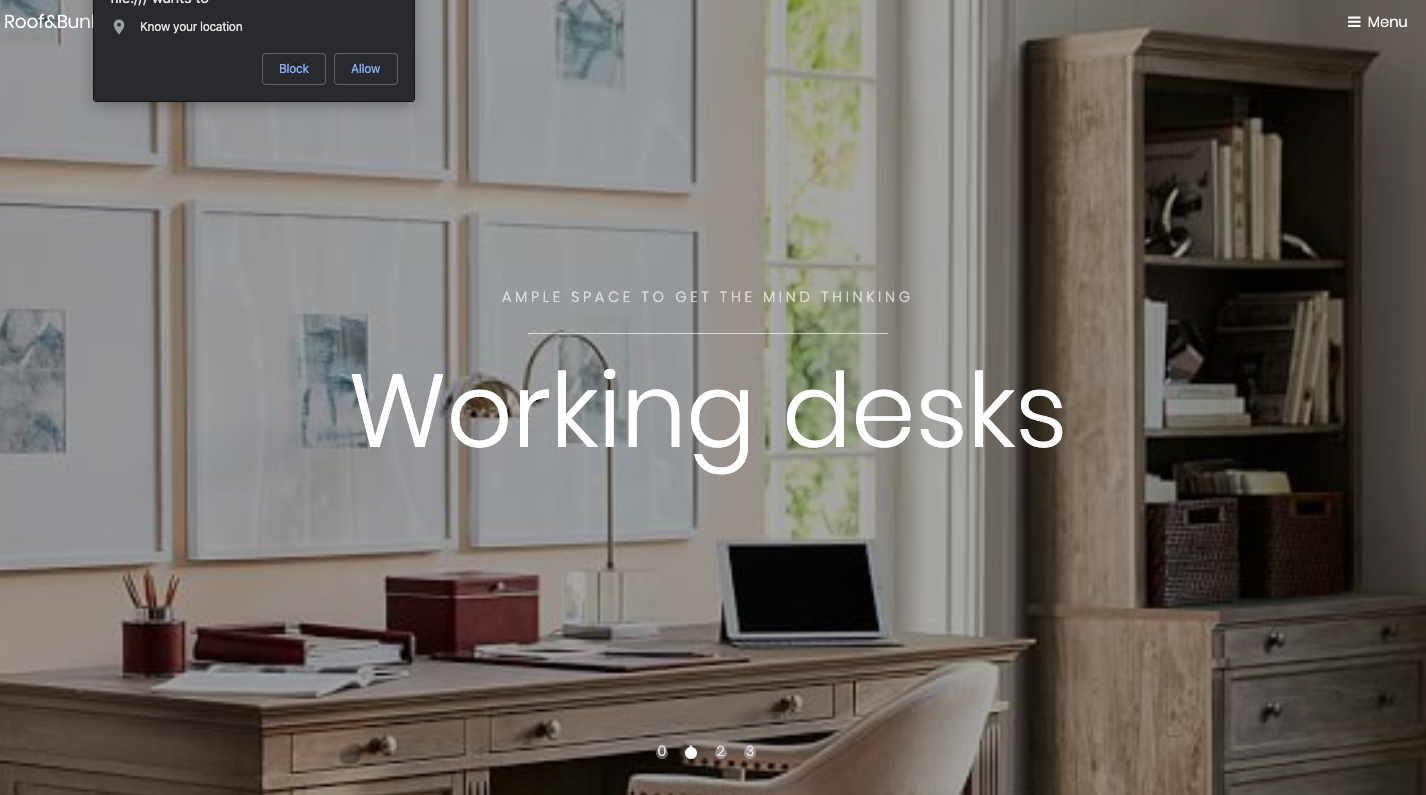 file:/// wants to
Roof&Bun
Know your location
Menu
Block
Allow
AMPLE SPACE TO GET THE MIND THINKING
Working desks
0
2
3